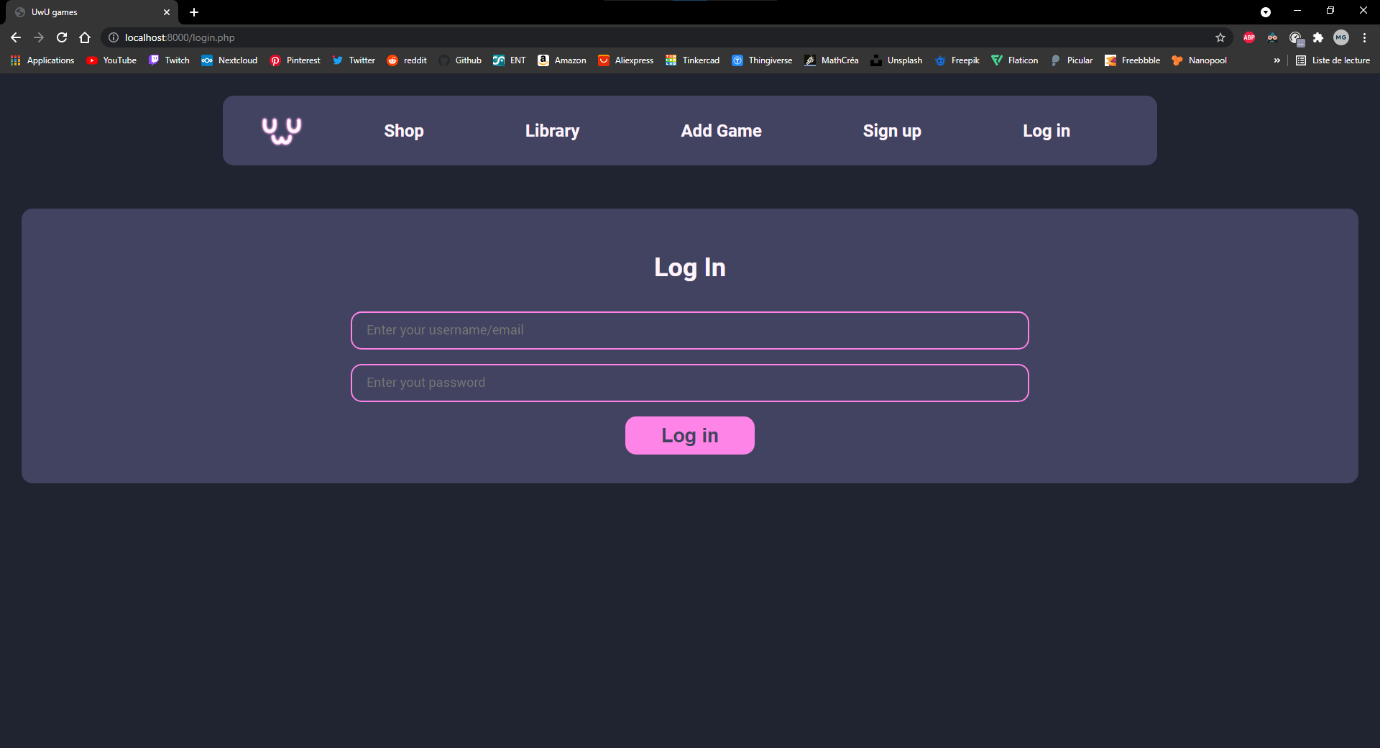 UwU games
localhost:8000/login.php
ABP
MG
Applications YouTube Twitch Nextcloud Pinterest Twitter reddit Github ENT Amazon Aliexpress Tinkercad Thingiverse MathCréa Unsplash Freepik Flaticon Picular Freebbble Nanopool » Liste de lecture
UwU Shop Library Add Game Sign up Log in
Log In
Enter your username/email
Enter yout password
Log in